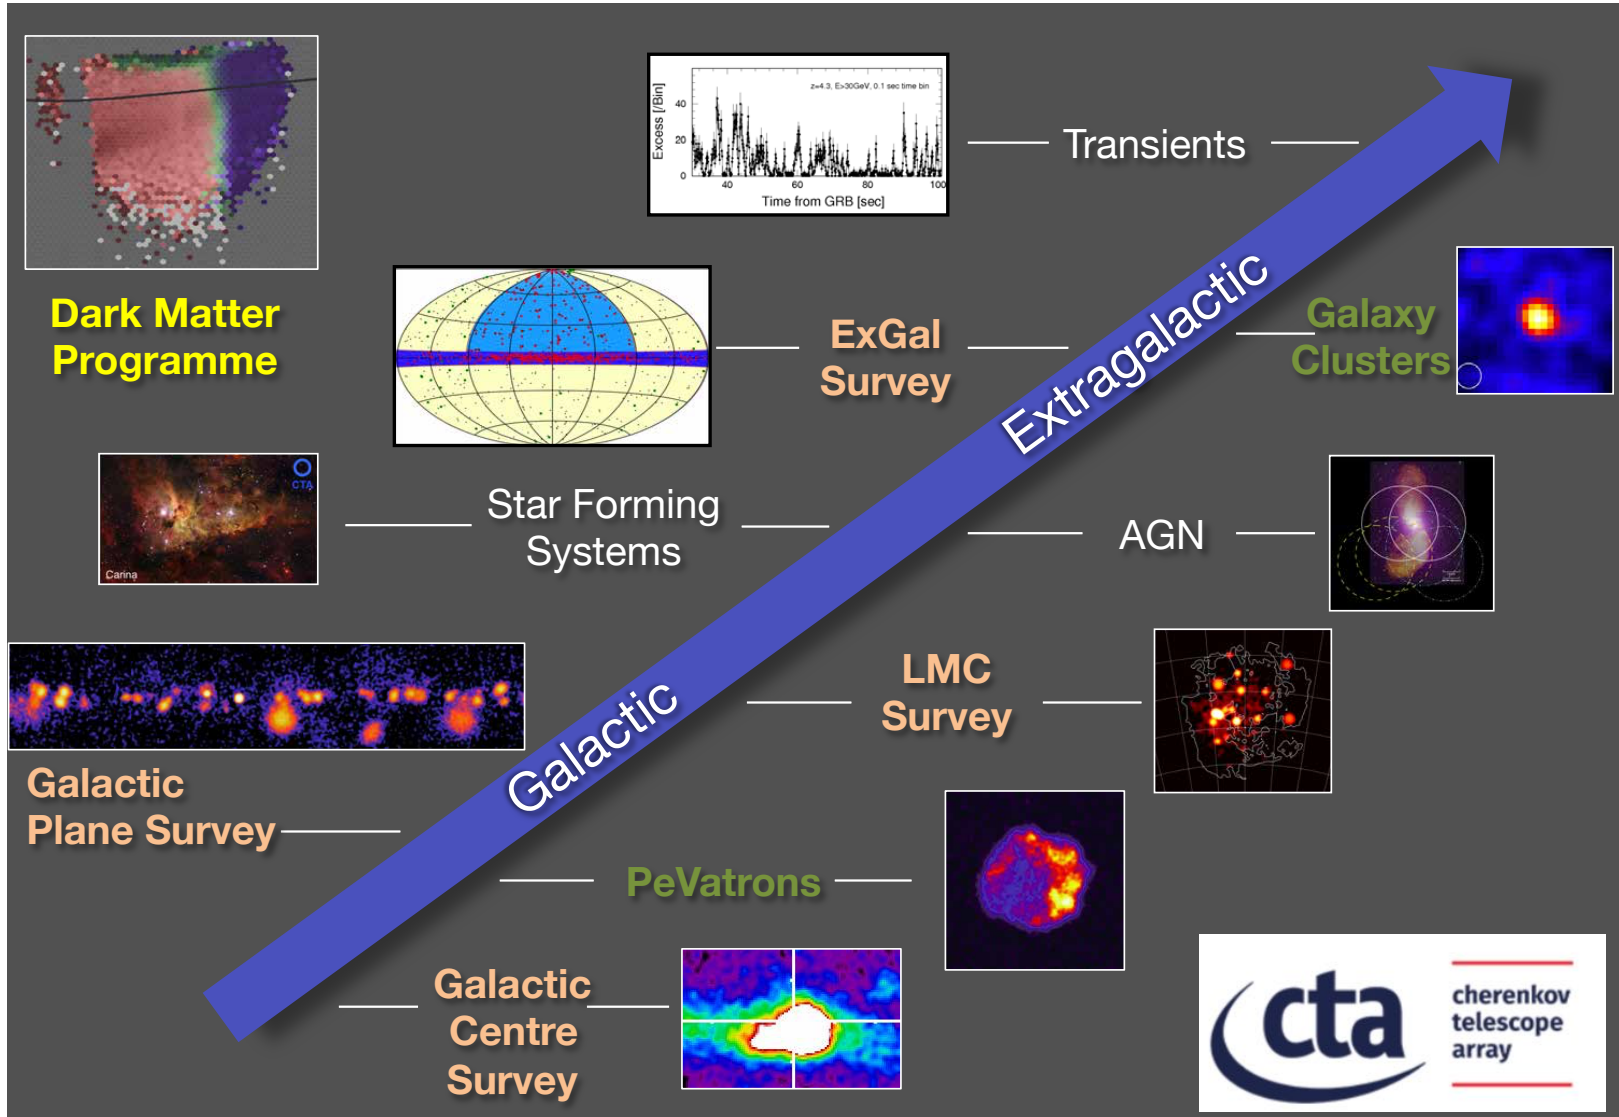 Excess [/Bin]
40
20
0
z=4.3, E>30GeV, 0.1 sec time bin
40
60
80
100
Time from GRB [sec]
Transients
Dark Matter
Programme
ExGal
Survey
Extragalactic
Galaxy
Clusters
CTA
Carina
Star Forming
Systems
AGN
LMC
Survey
Galactic
Galactic
Plane Survey
PeVatrons
Galactic
Centre
Survey
cta
cherenkov
telescope
array